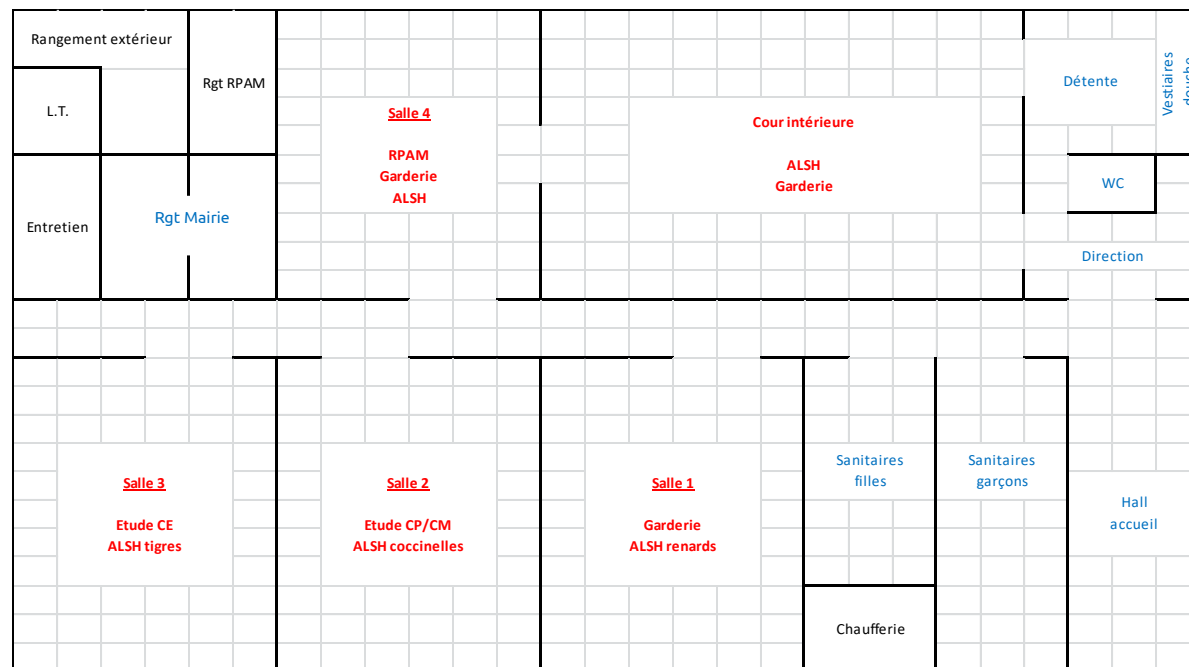 Rangement extérieur
L.T.
Rgt RPAM
Entretien
Rgt Mairie
Salle 4
RPAM
Garderie
ALSH
Cour intérieure
ALSH
Garderie
Détente
Vestiaires
douche
WC
Direction
Salle 3
Etude CE
ALSH tigres
Salle 2
Etude CP/CM
ALSH coccinelles
Salle 1
Garderie
ALSH renards
Sanitaires
filles
Sanitaires
garçons
Hall
accueil
Chaufferie